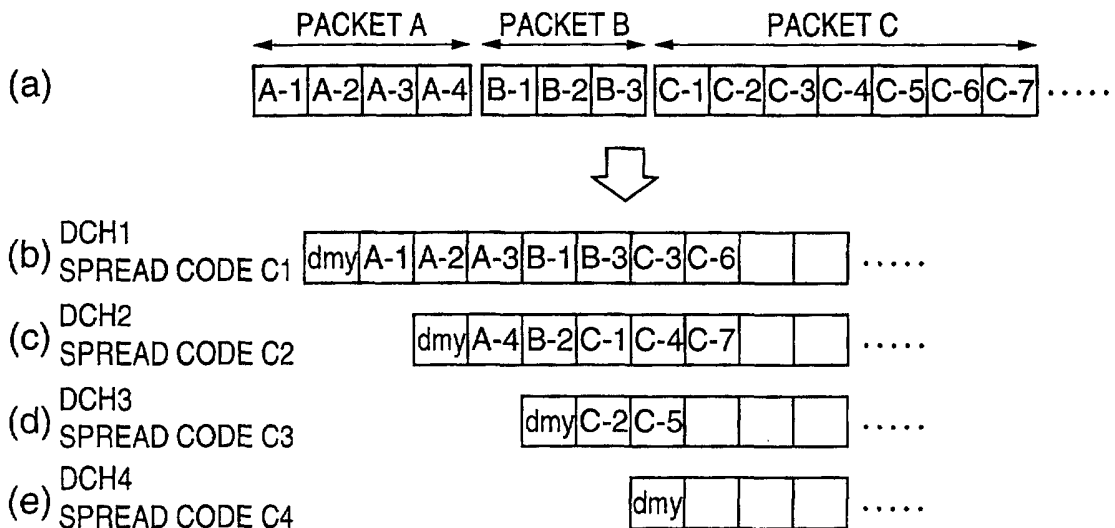 PACKET A PACKET B PACKET C
(a) A-1 A-2 A-3 A-4 B-1 B-2 B-3 C-1 C-2 C-3 C-4 C-5 C-6 C-7 .....
(b) DCH1
SPREAD CODE C1 dmy A-1 A-2 A-3 B-1 B-3 C-3 C-6 .....
(c) DCH2
SPREAD CODE C2 dmy A-4 B-2 C-1 C-4 C-7 .....
(d) DCH3
SPREAD CODE C3 dmy C-2 C-5 .....
(e) DCH4
SPREAD CODE C4 dmy .....